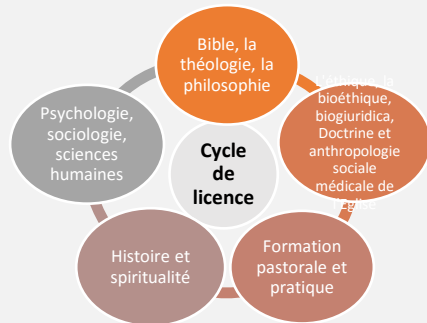 Bible, la
théologie, la
philosophie
L'éthique, la
bioéthique,
biogiuridica,
Doctrine et
anthropologie
sociale
médicale de
l'Eglise
Formation
pastorale et
pratique
Histoire et
spiritualité
Psychologie,
sociologie,
sciences
humaines
Cycle
de
licence